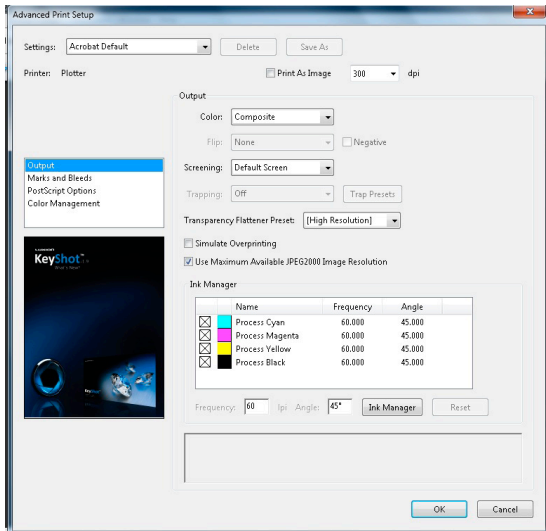 Advanced Print Setup
Settings: Acrobat Default Delete Save As
Printer: Plotter Print As Image 300 dpi
Output
Color: Composite
Flip: None Negative
Screening: Default Screen
Trapping: Off Trap Presets
Transparency Flattener Preset: [High Resolution]
Simulate Overprinting
Use Maximum Available JPEG2000 Image Resolution
Output
Marks and Bleeds
PostScript Options
Color Management
KeyShot
What's New?
Ink Manager
Name Frequency Angle
Process Cyan 60.000 45.000
Process Magenta 60.000 45.000
Process Yellow 60.000 45.000
Process Black 60.000 45.000
Frequency: 60 lpi Angle: 45° Ink Manager Reset
OK Cancel